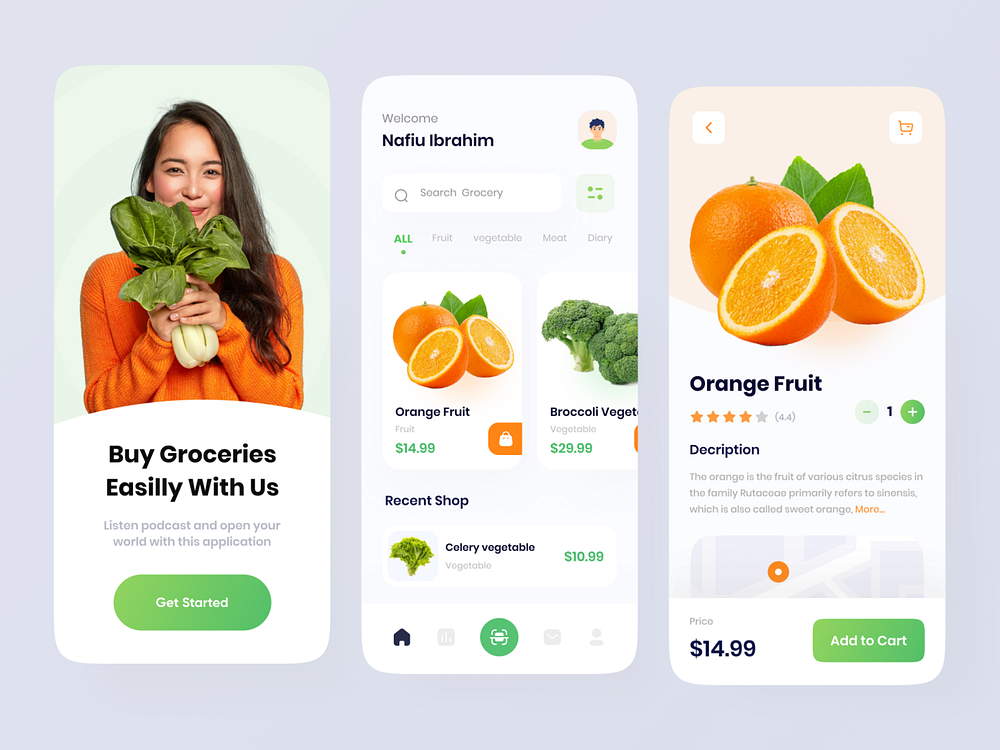 Buy Groceries
Easilly With Us
Listen podcast and open your
world with this application
Get Started
Welcome
Nafiu Ibrahim
Search Grocery
ALL Fruit vegetable Meat Diary
Orange Fruit
Fruit
$14.99
Broccoli Veget
Vegetable
$29.99
Recent Shop
Celery vegetable
Vegetable
$10.99
Orange Fruit
(4.4)
1
Decription
The orange is the fruit of various citrus species in
the family Rutaceae primarily refers to sinensis,
which is also called sweet orange, More...
Price
$14.99
Add to Cart